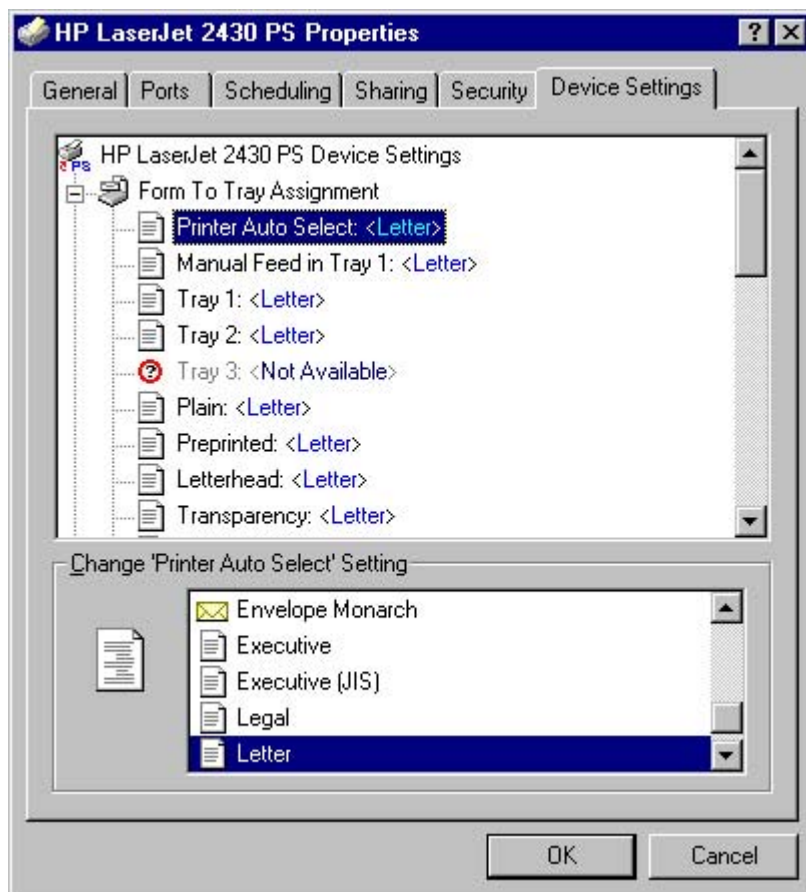 HP LaserJet 2430 PS Properties
General Ports Scheduling Sharing Security Device Settings
PS HP LaserJet 2430 PS Device Settings
Form To Tray Assignment
Printer Auto Select: <Letter>
Manual Feed in Tray 1: <Letter>
Tray 1: <Letter>
Tray 2: <Letter>
? Tray 3: <Not Available>
Plain: <Letter>
Preprinted: <Letter>
Letterhead: <Letter>
Transparency: <Letter>
Change 'Printer Auto Select' Setting
Envelope Monarch
Executive
Executive (JIS)
Legal
Letter
OK Cancel